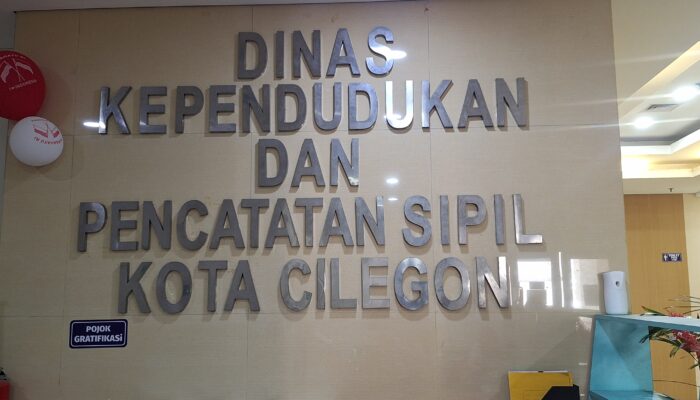 DINAS
KEPENDUDUKAN
DAN
PENCATATAN SIPIL
KOTA CILEGON
POJOK
GRATIFIKASI